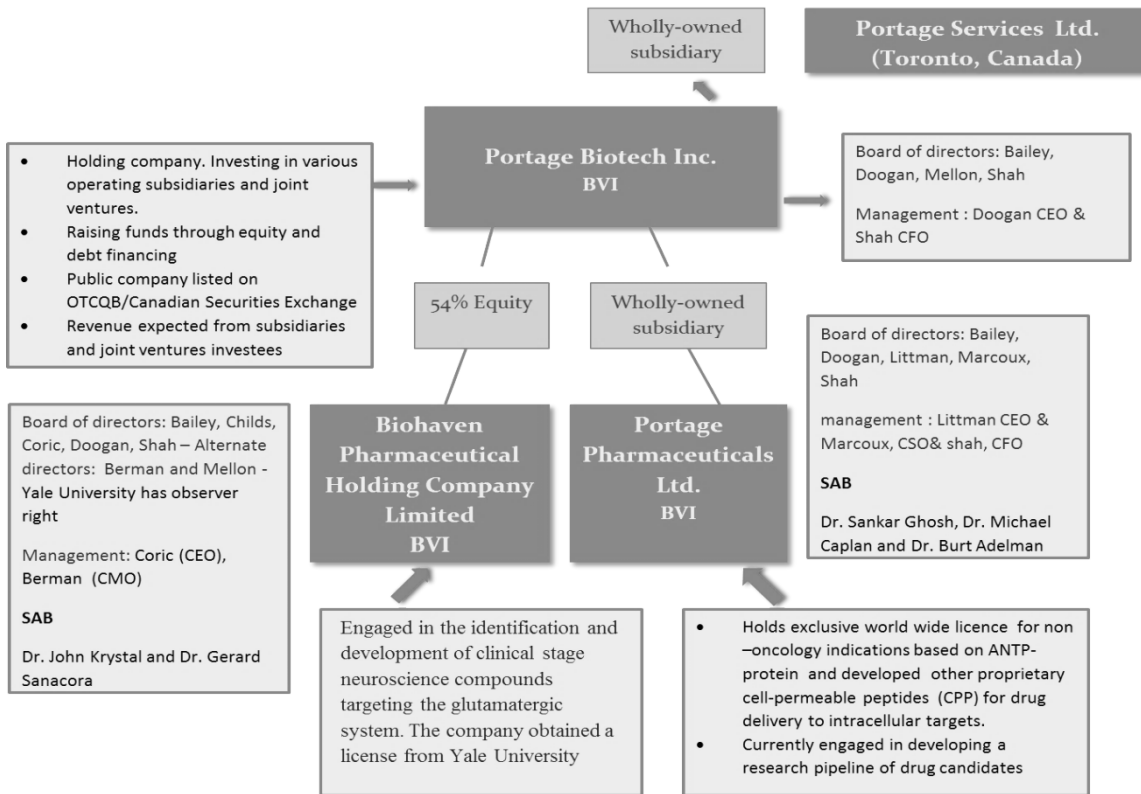 Wholly-owned
subsidiary
Portage Services Ltd.
(Toronto, Canada)
Portage Biotech Inc.
BVI
• Holding company. Investing in various
operating subsidiaries and joint
ventures.
• Raising funds through equity and
debt financing
• Public company listed on
OTCQB/Canadian Securities Exchange
• Revenue expected from subsidiaries
and joint ventures investees
Board of directors: Bailey,
Doogan, Mellon, Shah
Management : Doogan CEO &
Shah CFO
54% Equity
Wholly-owned
subsidiary
Board of directors: Bailey, Childs,
Coric, Doogan, Shah – Alternate
directors: Berman and Mellon -
Yale University has observer
right
Management: Coric (CEO),
Berman (CMO)
SAB
Dr. John Krystal and Dr. Gerard
Sanacora
Biohaven
Pharmaceutical
Holding Company
Limited
BVI
Portage
Pharmaceuticals
Ltd.
BVI
Board of directors: Bailey,
Doogan, Littman, Marcoux,
Shah
management : Littman CEO &
Marcoux, CSO& shah, CFO
SAB
Dr. Sankar Ghosh, Dr. Michael
Caplan and Dr. Burt Adelman
Engaged in the identification and
development of clinical stage
neuroscience compounds
targeting the glutamatergic
system. The company obtained a
license from Yale University
• Holds exclusive world wide licence for non
–oncology indications based on ANTP-
protein and developed other proprietary
cell-permeable peptides (CPP) for drug
delivery to intracellular targets.
• Currently engaged in developing a
research pipeline of drug candidates